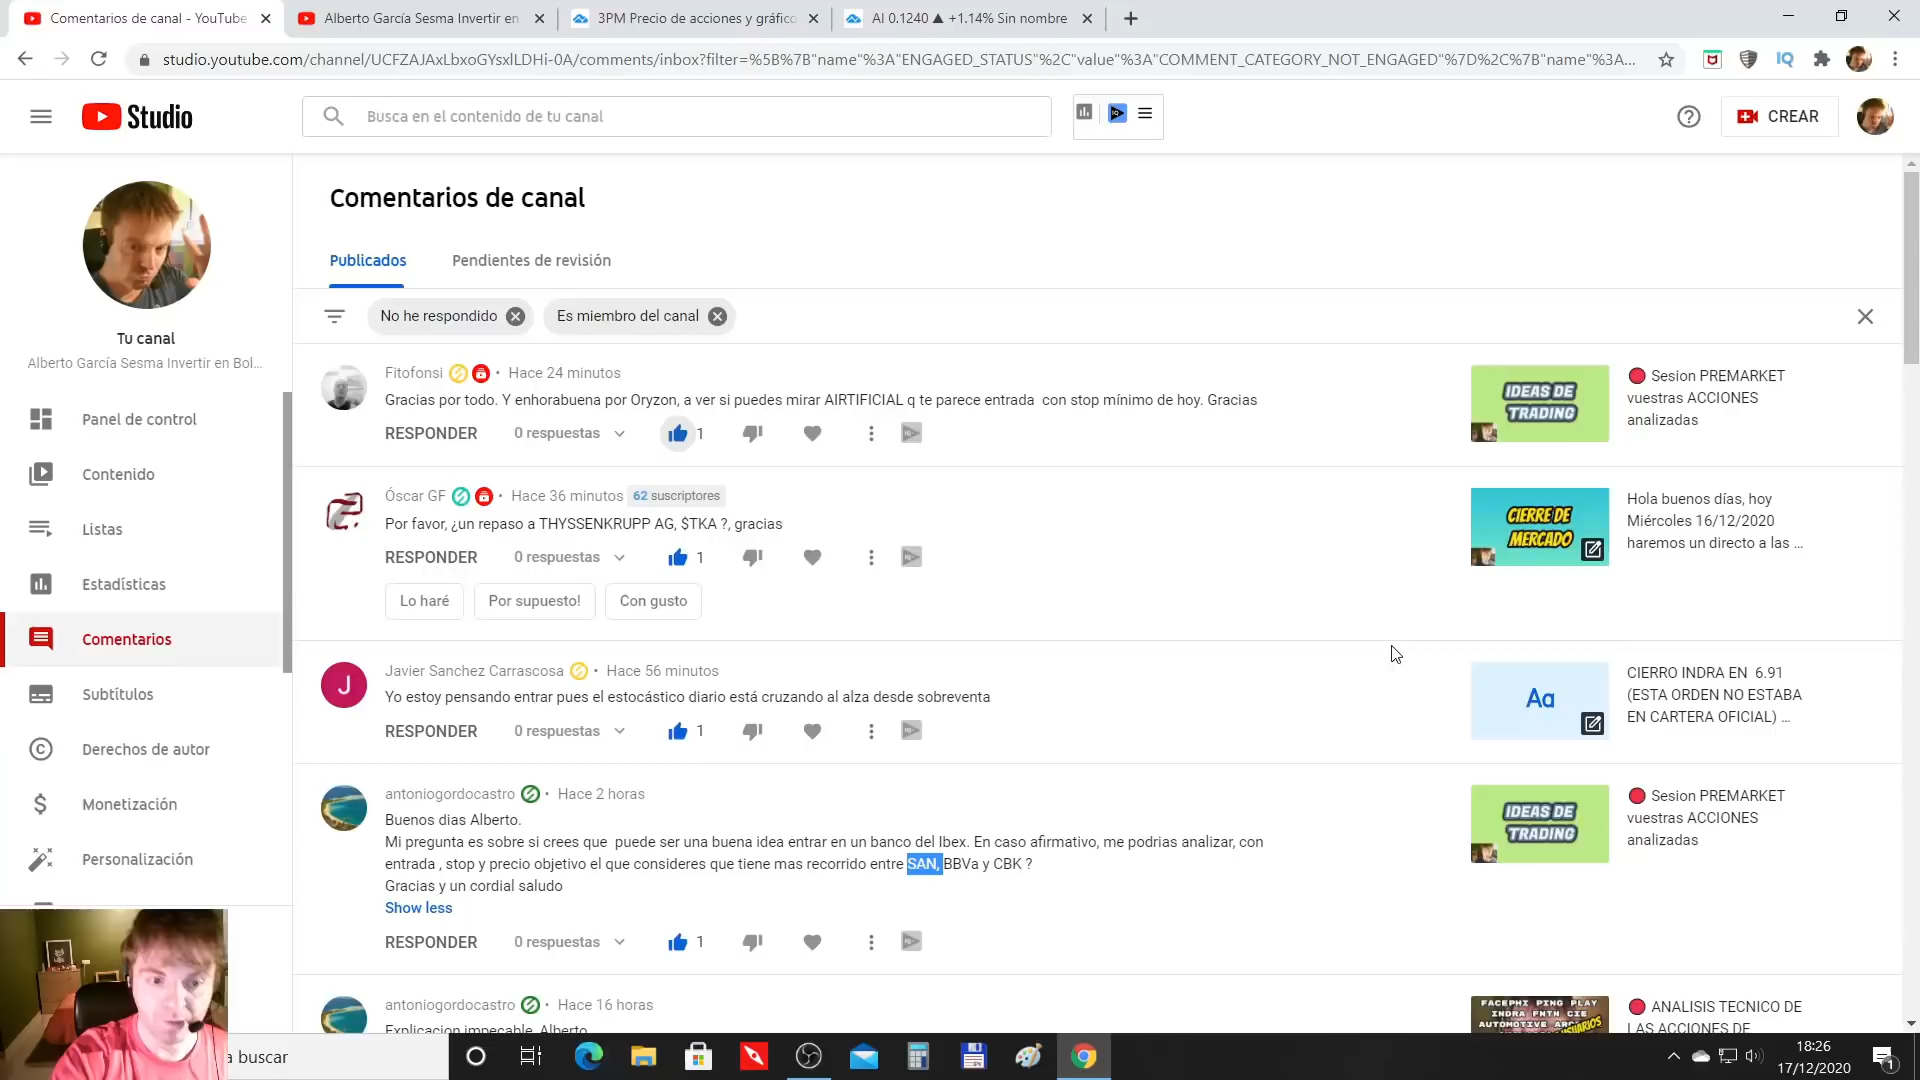 Comentarios de canal - YouTube
Alberto García Sesma Invertir en
3PM Precio de acciones y gráfico
AI 0.1240 ▲ +1.14% Sin nombre
studio.youtube.com/channel/UCFZAJAxLbxoGYsxlLDHi-0A/comments/inbox?filter=%5B%7B"name"%3A"ENGAGED_STATUS"%2C"value"%3A"COMMENT_CATEGORY_NOT_ENGAGED"%7D%2C%7B"name"%3A...
IQ
Studio
Busca en el contenido de tu canal
CREAR
Tu canal
Alberto García Sesma Invertir en Bol...
Panel de control
Contenido
Listas
Estadísticas
Comentarios
Subtítulos
Derechos de autor
Monetización
Personalización
Comentarios de canal
Publicados
Pendientes de revisión
No he respondido
Es miembro del canal
Fitofonsi • Hace 24 minutos
Gracias por todo. Y enhorabuena por Oryzon, a ver si puedes mirar AIRTIFICIAL q te parece entrada con stop mínimo de hoy. Gracias
RESPONDER 0 respuestas 1
IDEAS DE
TRADING
Sesion PREMARKET
vuestras ACCIONES
analizadas
Óscar GF • Hace 36 minutos 62 suscriptores
Por favor, ¿un repaso a THYSSENKRUPP AG, $TKA ?, gracias
RESPONDER 0 respuestas 1
Lo haré
Por supuesto!
Con gusto
CIERRE DE
MERCADO
Hola buenos días, hoy
Miércoles 16/12/2020
haremos un directo a las ...
J
Javier Sanchez Carrascosa • Hace 56 minutos
Yo estoy pensando entrar pues el estocástico diario está cruzando al alza desde sobreventa
RESPONDER 0 respuestas 1
Aa
CIERRO INDRA EN 6.91
(ESTA ORDEN NO ESTABA
EN CARTERA OFICIAL) ...
antoniogordocastro • Hace 2 horas
Buenos dias Alberto.
Mi pregunta es sobre si crees que puede ser una buena idea entrar en un banco del Ibex. En caso afirmativo, me podrias analizar, con
entrada , stop y precio objetivo el que consideres que tiene mas recorrido entre SAN, BBVa y CBK ?
Gracias y un cordial saludo
Show less
RESPONDER 0 respuestas 1
IDEAS DE
TRADING
Sesion PREMARKET
vuestras ACCIONES
analizadas
antoniogordocastro • Hace 16 horas
Explicacion impecable, Alberto
FACEPHI PING PLAY
INDRA FNTN CIE
ANALISIS TECNICO DE
LAS ACCIONES DE
a buscar
18:26
17/12/2020
1